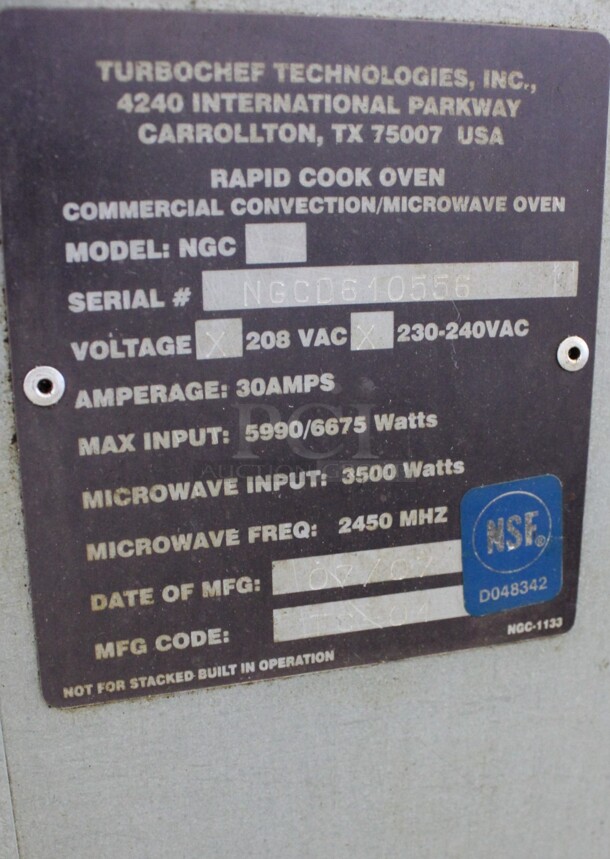 TURBOCHEF TECHNOLOGIES, INC.,
4240 INTERNATIONAL PARKWAY
CARROLLTON, TX 75007 USA
RAPID COOK OVEN
COMMERCIAL CONVECTION/MICROWAVE OVEN
MODEL: NGC
SERIAL # NGCD610556
VOLTAGE X 208 VAC X 230-240VAC
AMPERAGE: 30AMPS
MAX INPUT: 5990/6675 Watts
MICROWAVE INPUT: 3500 Watts
MICROWAVE FREQ: 2450 MHZ
DATE OF MFG:
MFG CODE:
NSF®
D048342
NGC-1133
NOT FOR STACKED BUILT IN OPERATION
PCI